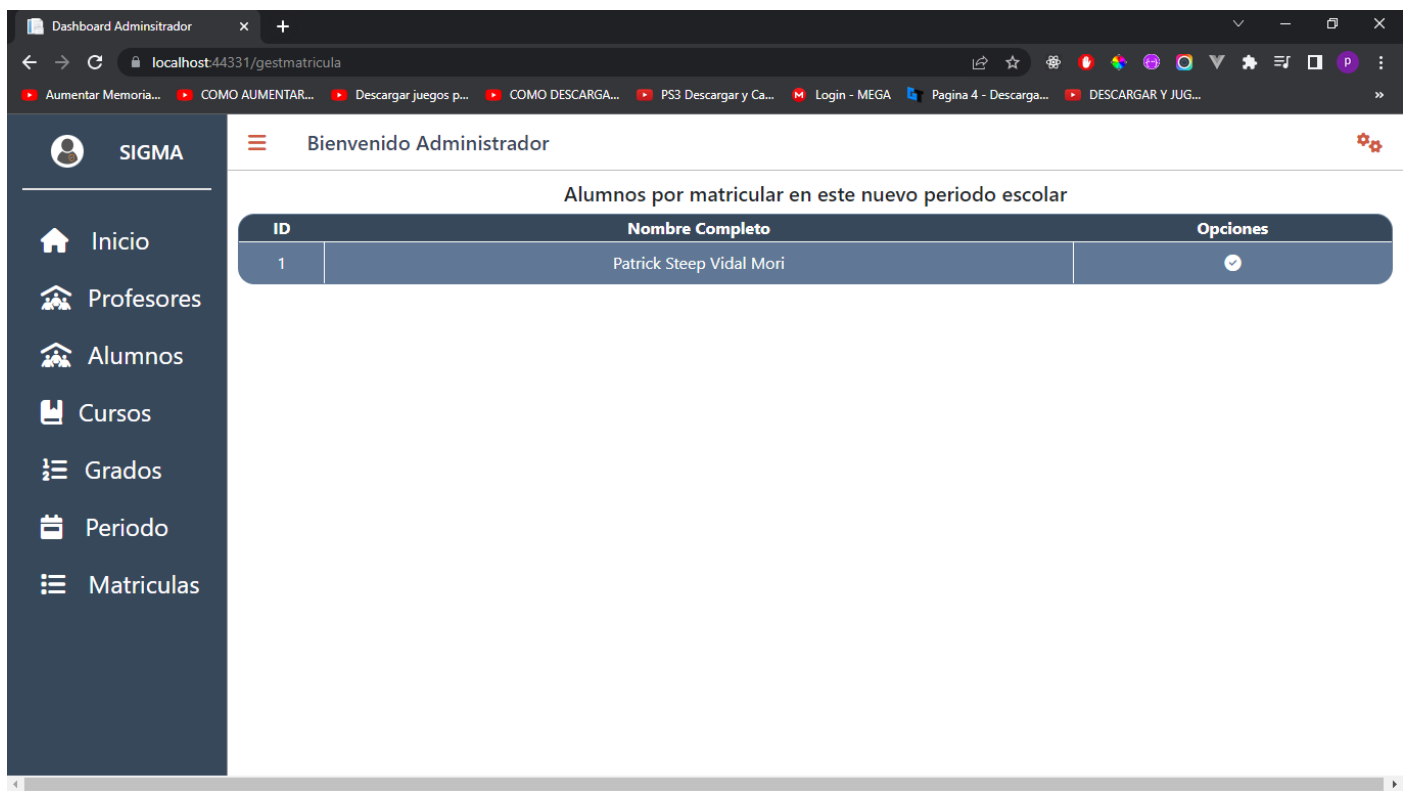 Dashboard Adminsitrador
localhost:44331/gestmatricula
P
Aumentar Memoria... COMO AUMENTAR... Descargar juegos p... COMO DESCARGA... PS3 Descargar y Ca... M Login - MEGA Pagina 4 - Descarga... DESCARGAR Y JUG... »
SIGMA
Bienvenido Administrador
Alumnos por matricular en este nuevo periodo escolar
ID Nombre Completo Opciones
1 Patrick Steep Vidal Mori
Inicio
Profesores
Alumnos
Cursos
Grados
Periodo
Matriculas